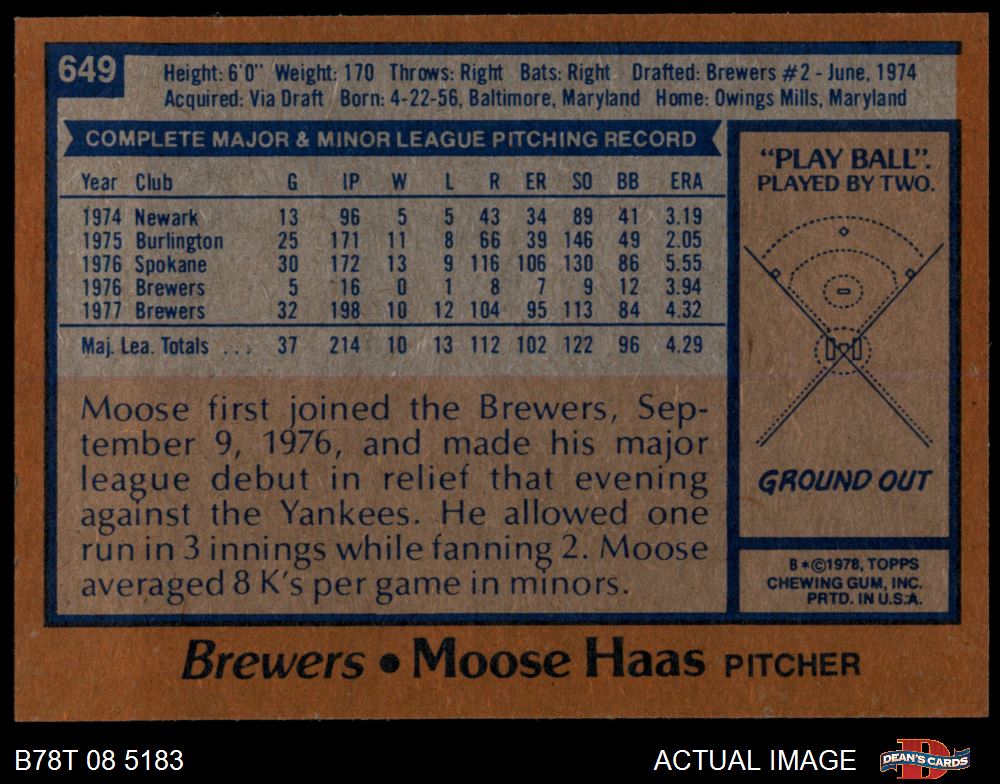 649
Height: 6'0" Weight: 170 Throws: Right Bats: Right Drafted: Brewers #2 - June, 1974
Acquired: Via Draft Born: 4-22-56, Baltimore, Maryland Home: Owings Mills, Maryland
COMPLETE MAJOR & MINOR LEAGUE PITCHING RECORD
Year Club G IP W L R ER SO BB ERA
1974 Newark 13 96 5 5 43 34 89 41 3.19
1975 Burlington 25 171 11 8 66 39 146 49 2.05
1976 Spokane 30 172 13 9 116 106 130 86 5.55
1976 Brewers 5 16 0 1 8 7 9 12 3.94
1977 Brewers 32 198 10 12 104 95 113 84 4.32
Maj. Lea. Totals ... 37 214 10 13 112 102 122 96 4.29
Moose first joined the Brewers, Sep-
tember 9, 1976, and made his major
league debut in relief that evening
against the Yankees. He allowed one
run in 3 innings while fanning 2. Moose
averaged 8 K's per game in minors.
"PLAY BALL".
PLAYED BY TWO.
GROUND OUT
B*©1978, TOPPS
CHEWING GUM, INC.
PRTD. IN U.S.A.
Brewers • Moose Haas PITCHER
B78T 08 5183
ACTUAL IMAGE
D
DEAN'S CARDS